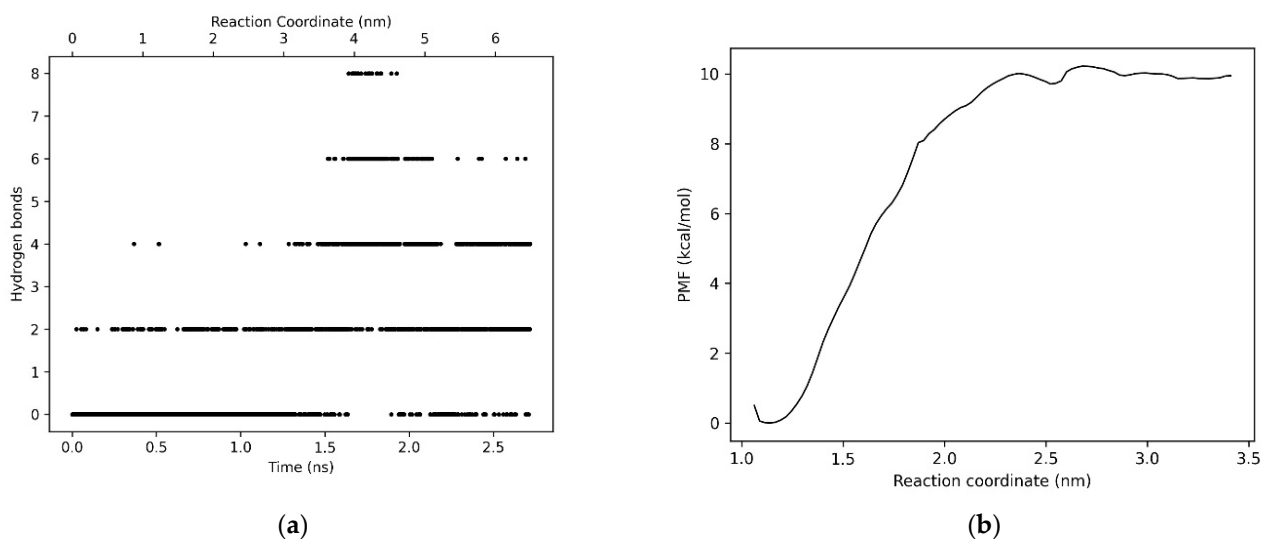 Reaction Coordinate (nm)
0 1 2 3 4 5 6
8
7
6
5
4
3
2
1
0
Hydrogen bonds
0.0 0.5 1.0 1.5 2.0 2.5
Time (ns)
(a)
10
8
6
4
2
0
PMF (kcal/mol)
1.0 1.5 2.0 2.5 3.0 3.5
Reaction coordinate (nm)
(b)